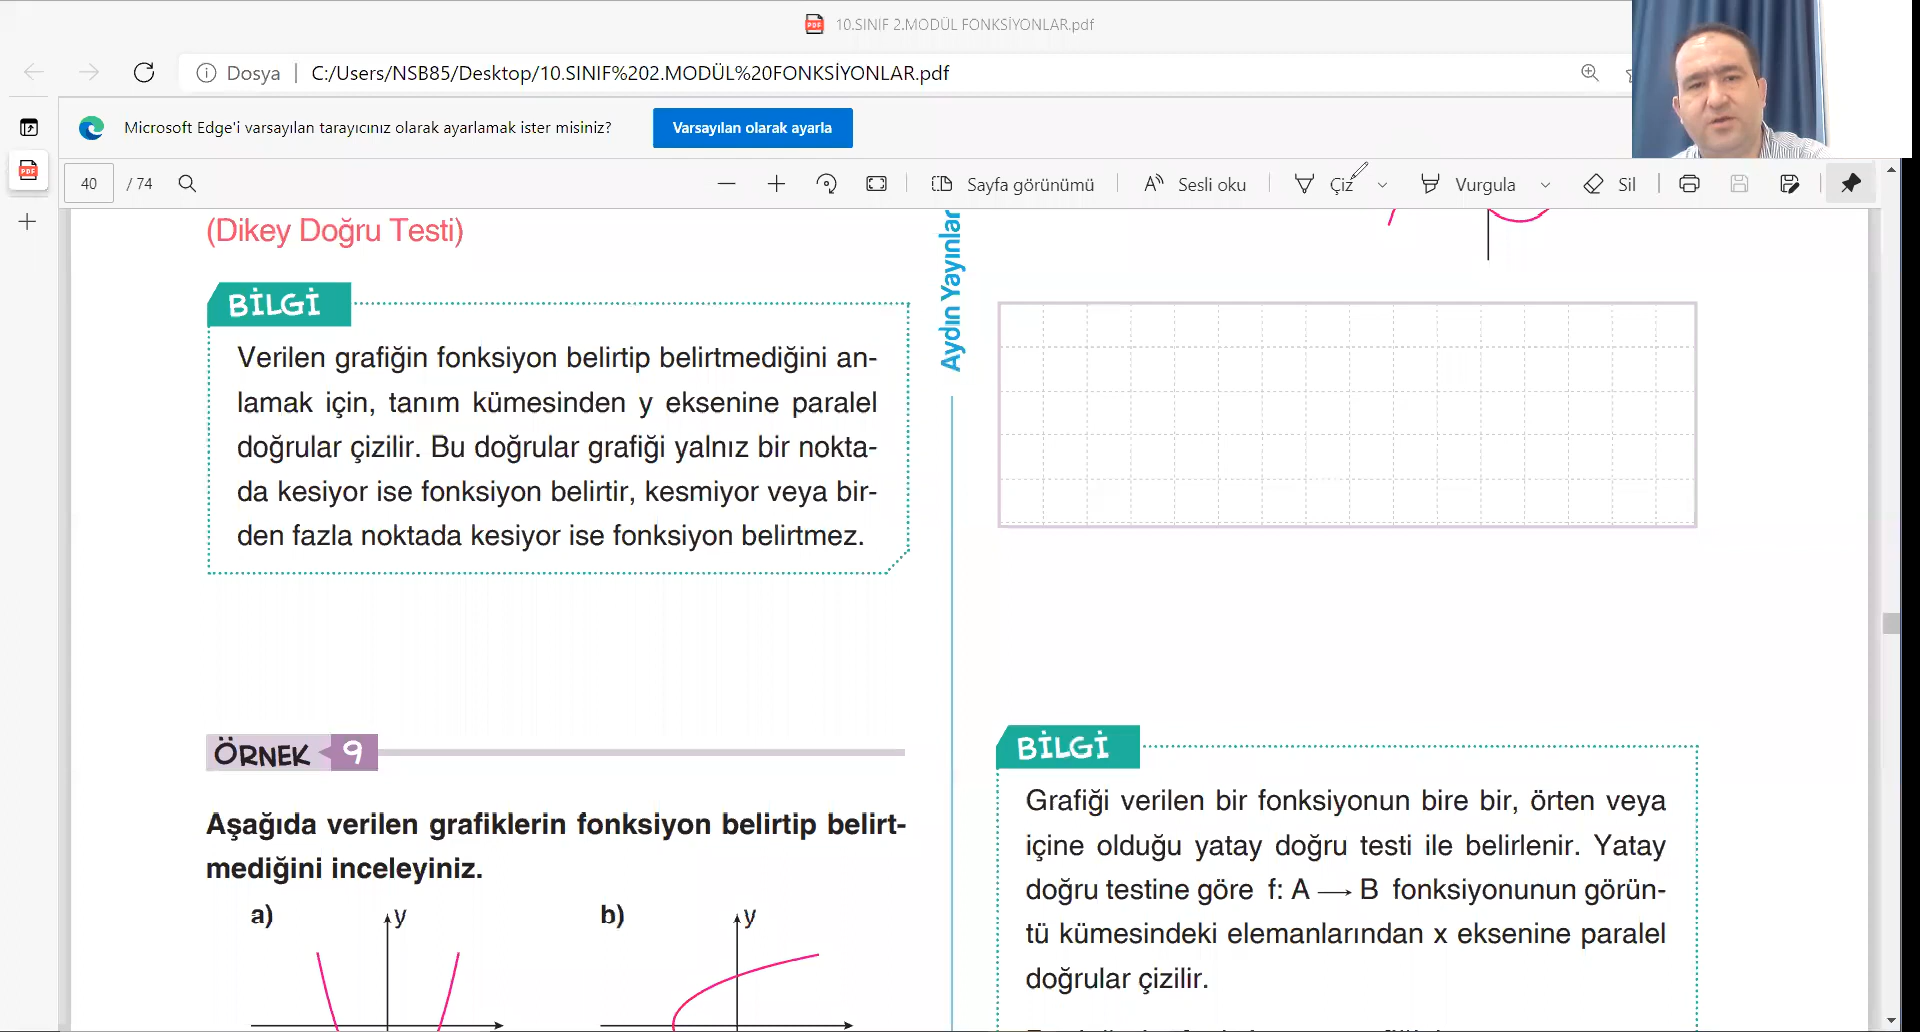 10.SINIF 2.MODÜL FONKSİYONLAR.pdf
Dosya | C:/Users/NSB85/Desktop/10.SINIF%202.MODÜL%20FONKSİYONLAR.pdf
Microsoft Edge'i varsayılan tarayıcınız olarak ayarlamak ister misiniz? Varsayılan olarak ayarla
40 / 74 Sayfa görünümü Sesli oku Çiz Vurgula Sil
(Dikey Doğru Testi)
BİLGİ
Verilen grafiğin fonksiyon belirtip belirtmediğini an-
lamak için, tanım kümesinden y eksenine paralel
doğrular çizilir. Bu doğrular grafiği yalnız bir nokta-
da kesiyor ise fonksiyon belirtir, kesmiyor veya bir-
den fazla noktada kesiyor ise fonksiyon belirtmez.
ÖRNEK 9
Aşağıda verilen grafiklerin fonksiyon belirtip belirt-
mediğini inceleyiniz.
a) y b) y
Aydın Yayınlar
BİLGİ
Grafiği verilen bir fonksiyonun bire bir, örten veya
içine olduğu yatay doğru testi ile belirlenir. Yatay
doğru testine göre f: A → B fonksiyonunun görün-
tü kümesindeki elemanlarından x eksenine paralel
doğrular çizilir.